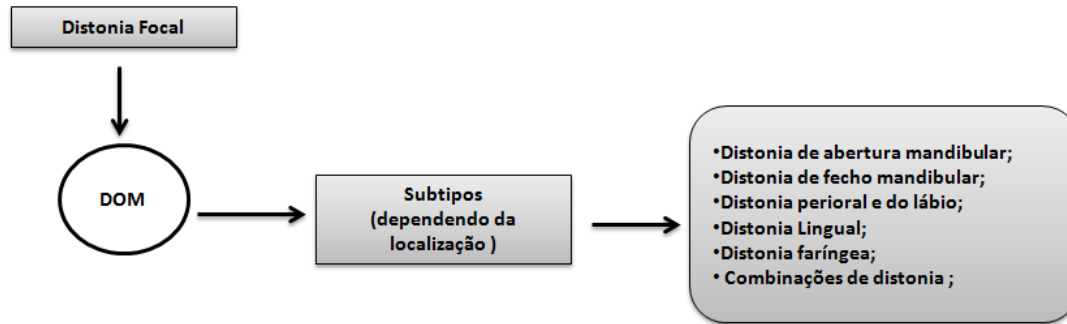 Distonia Focal
DOM
Subtipos
(dependendo da
localização )
•Distonia de abertura mandibular;
•Distonia de fecho mandibular;
•Distonia perioral e do lábio;
•Distonia Lingual;
•Distonia faríngea;
• Combinações de distonia ;